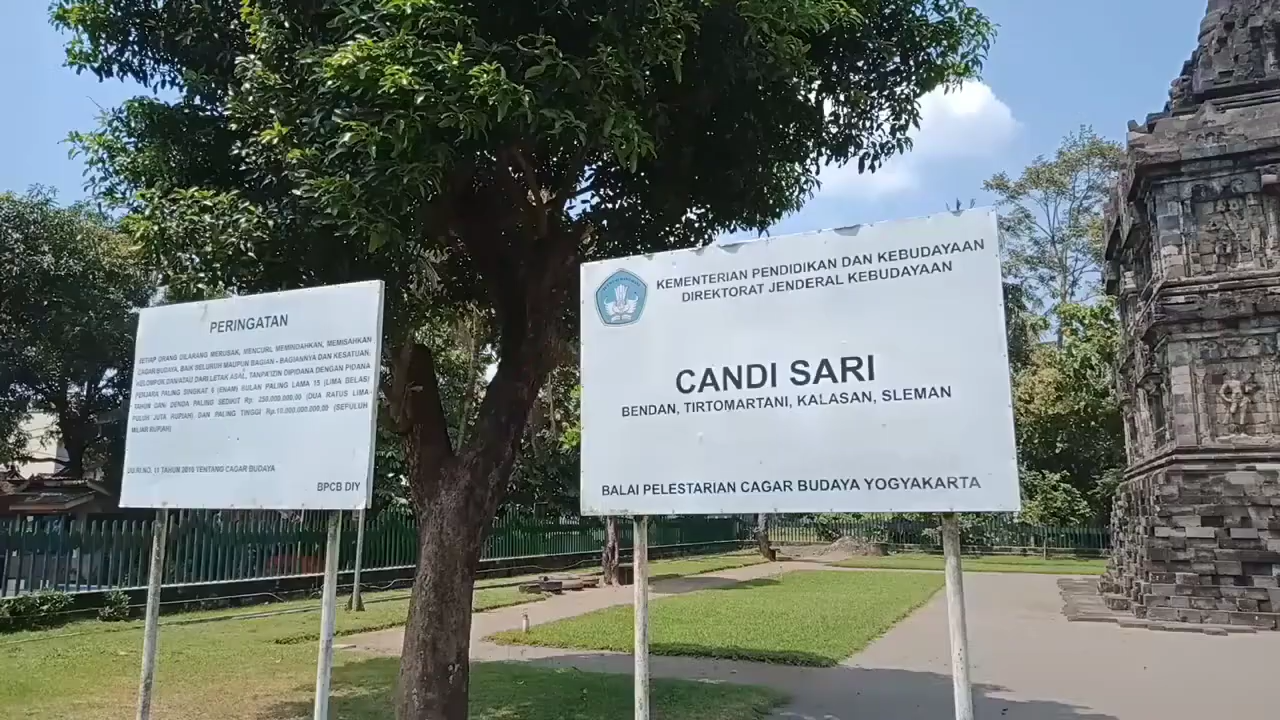 PERINGATAN
SETIAP ORANG DILARANG MERUSAK, MENCURI, MEMINDAHKAN, MEMISAHKAN
CAGAR BUDAYA, BAIK SELURUH MAUPUN BAGIAN - BAGIANNYA DAN KESATUAN,
KELOMPOK DAN/ATAU DARI LETAK ASAL, TANPA IZIN DIPIDANA DENGAN PIDANA
PENJARA PALING SINGKAT 6 (ENAM) BULAN PALING LAMA 15 (LIMA BELAS)
TAHUN DAN DENDA PALING SEDIKIT Rp. 250.000.000,00 (DUA RATUS LIMA
PULUH JUTA RUPIAH) DAN PALING TINGGI Rp.10.000.000.000,00 (SEPULUH
MILIAR RUPIAH)
UU.RI.NO. 11 TAHUN 2010 TENTANG CAGAR BUDAYA
BPCB DIY
KEMENTERIAN PENDIDIKAN DAN KEBUDAYAAN
DIREKTORAT JENDERAL KEBUDAYAAN
CANDI SARI
BENDAN, TIRTOMARTANI, KALASAN, SLEMAN
BALAI PELESTARIAN CAGAR BUDAYA YOGYAKARTA